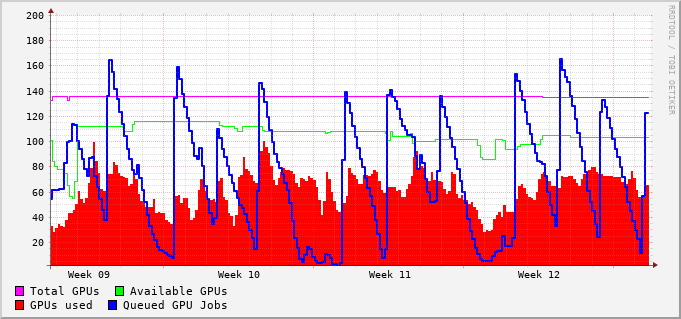 200
180
160
140
120
100
80
60
40
20
RRDTOOL / TOBI OETIKER
Week 09 Week 10 Week 11 Week 12
Total GPUs Available GPUs
GPUs used Queued GPU Jobs